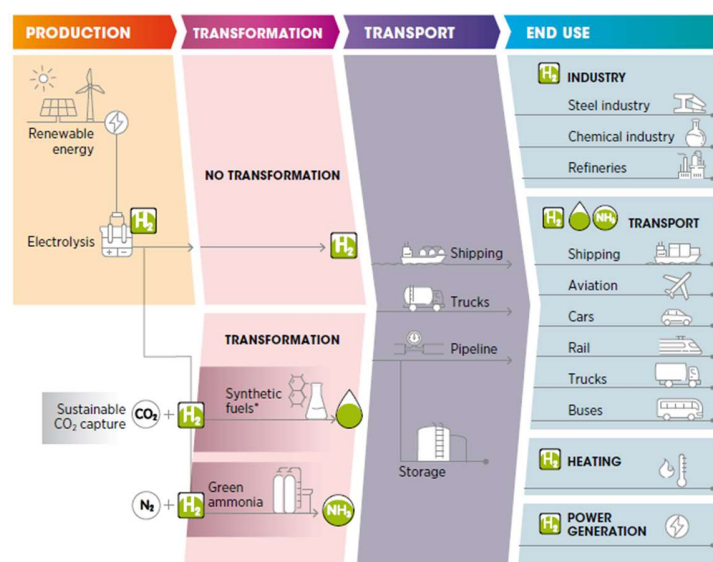 PRODUCTION
TRANSFORMATION
TRANSPORT
END USE
Renewable
energy
H₂
Electrolysis
NO TRANSFORMATION
H₂
TRANSFORMATION
Sustainable
CO₂ capture
CO₂ + H₂
Synthetic
fuels*
N₂ + H₂
Green
ammonia
NH₃
Shipping
Trucks
Pipeline
Storage
H₂ INDUSTRY
Steel industry
Chemical industry
Refineries
H₂ NH₃ TRANSPORT
Shipping
Aviation
Cars
Rail
Trucks
Buses
H₂ HEATING
H₂ POWER
GENERATION